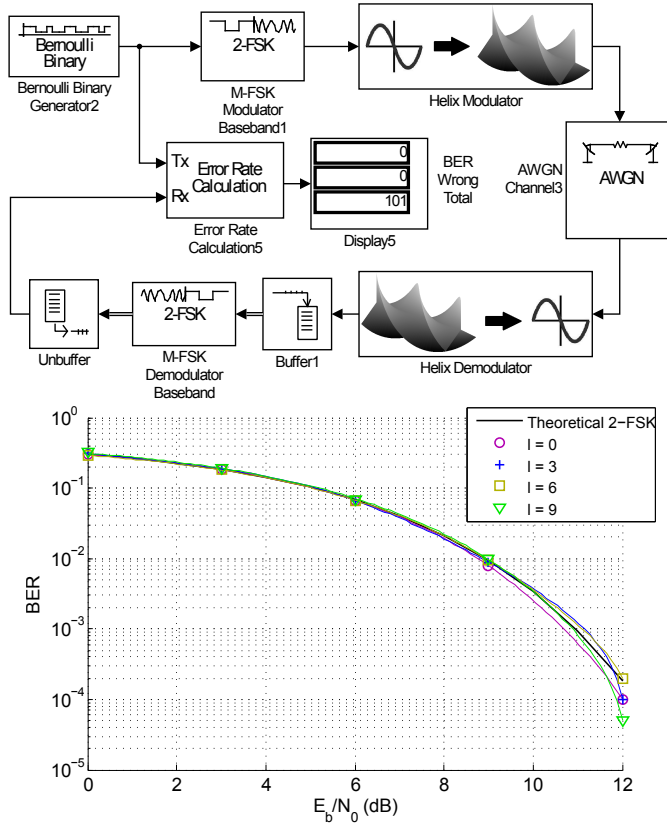 Bernoulli
Binary
Bernoulli Binary
Generator2
2-FSK
M-FSK
Modulator
Baseband1
Helix Modulator
AWGN
AWGN
Channel3
Tx
Rx
Error Rate
Calculation
Error Rate
Calculation5
0
0
101
Display5
BER
Wrong
Total
Unbuffer
2-FSK
M-FSK
Demodulator
Baseband
Buffer1
Helix Demodulator
Theoretical 2−FSK
l = 0
l = 3
l = 6
l = 9
BER
10^0
10^−1
10^−2
10^−3
10^−4
10^−5
0 2 4 6 8 10 12
E_b/N_0 (dB)